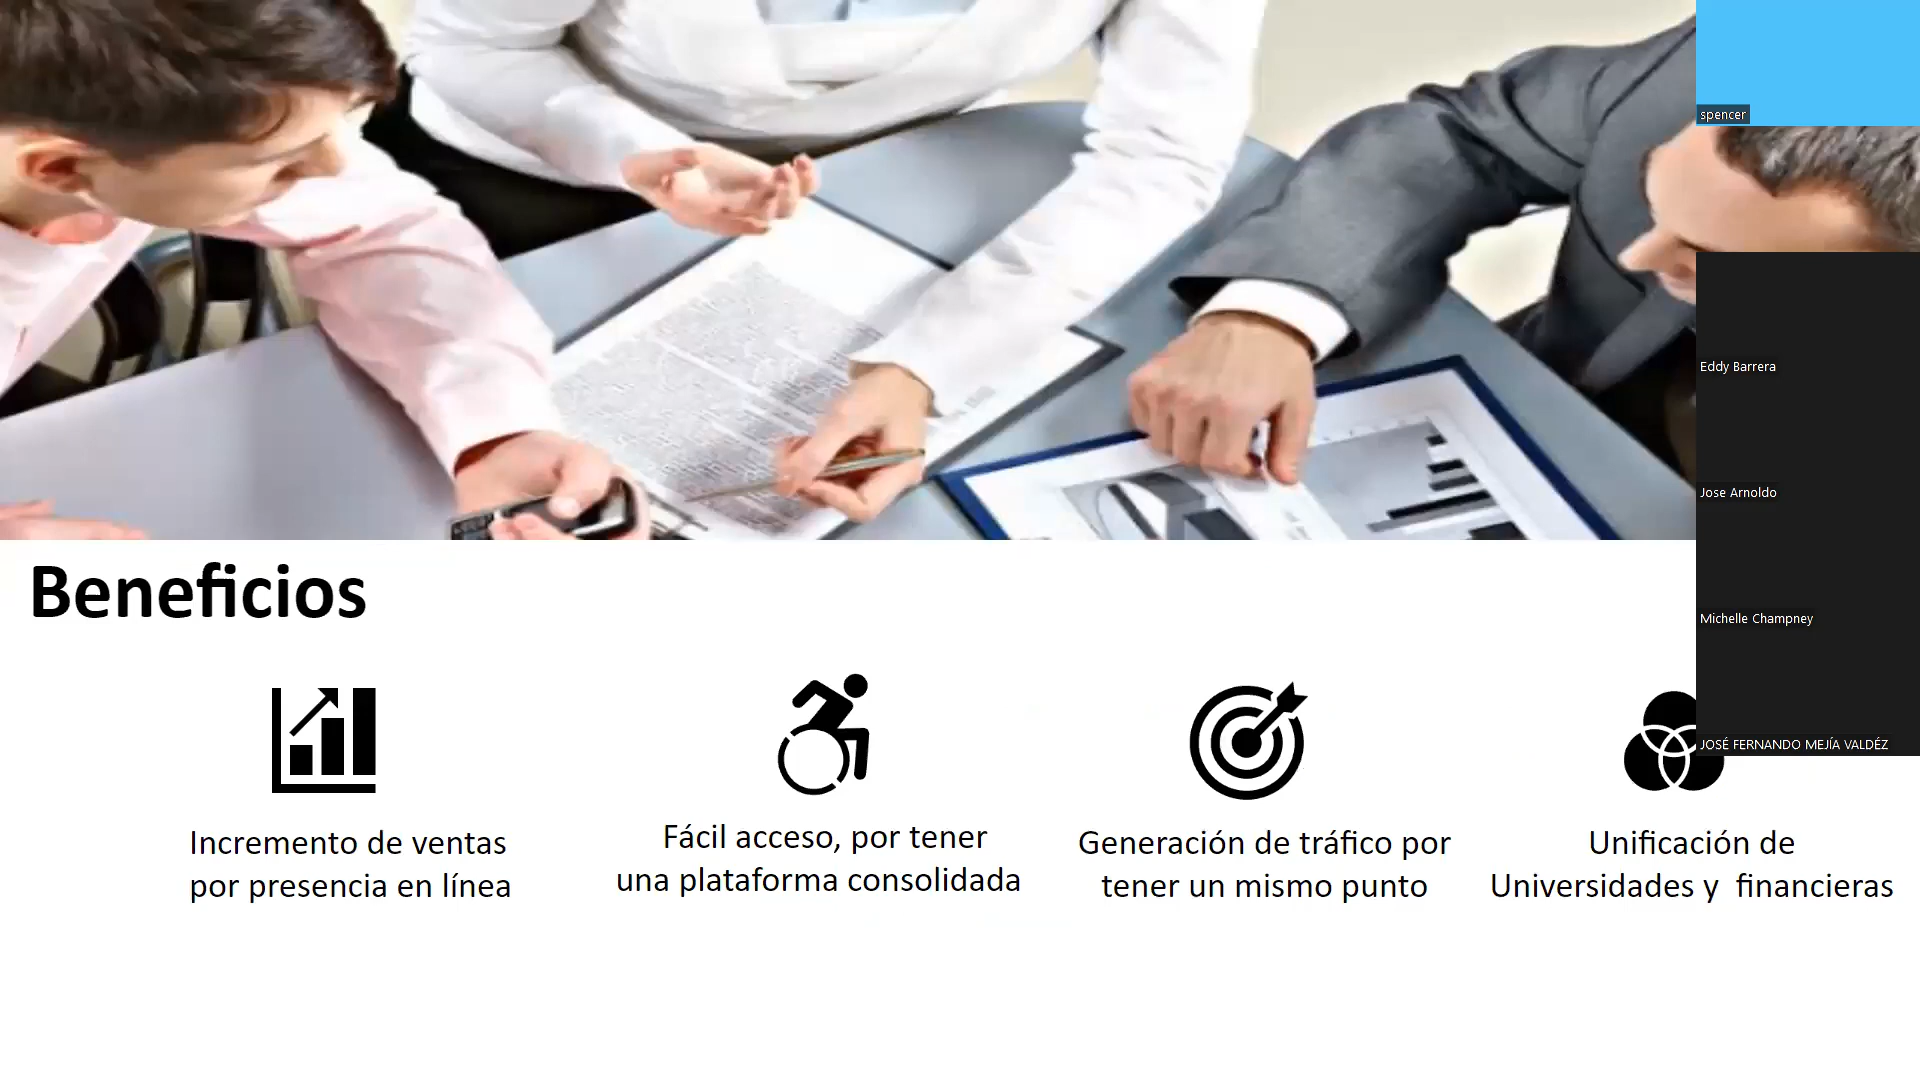 spencer
Eddy Barrera
Jose Arnoldo
Michelle Champney
JOSÉ FERNANDO MEJÍA VALDÉZ
Beneficios
Incremento de ventas
por presencia en línea
Fácil acceso, por tener
una plataforma consolidada
Generación de tráfico por
tener un mismo punto
Unificación de
Universidades y  financieras